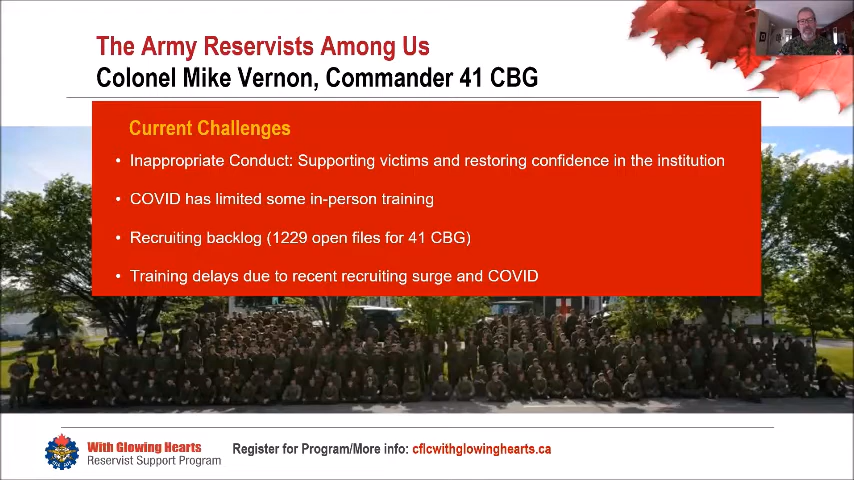 The Army Reservists Among Us
Colonel Mike Vernon, Commander 41 CBG
Current Challenges
• Inappropriate Conduct: Supporting victims and restoring confidence in the institution
• COVID has limited some in-person training
• Recruiting backlog (1229 open files for 41 CBG)
• Training delays due to recent recruiting surge and COVID
With Glowing Hearts
Reservist Support Program
Register for Program/More info: cflcwithglowinghearts.ca